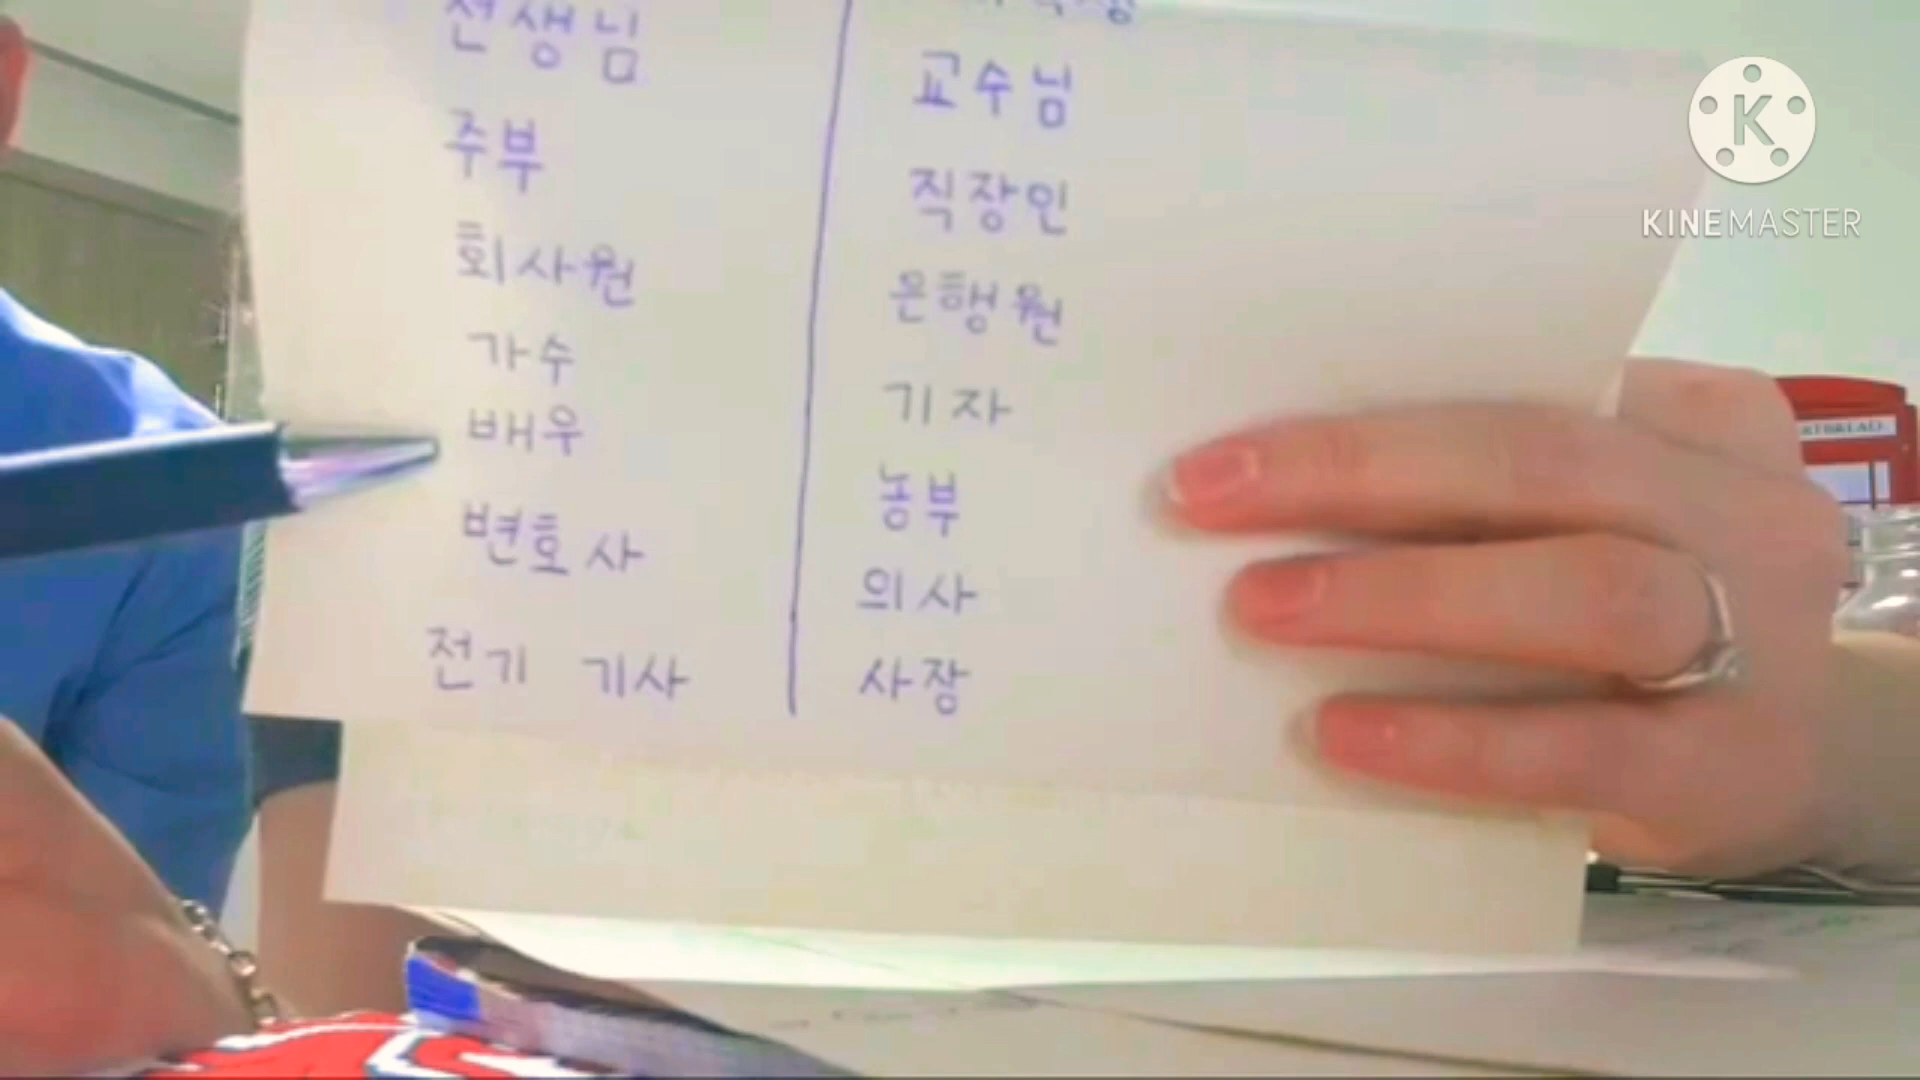 선생님
주부
회사원
가수
배우
변호사
전기 기사
교수님
직장인
은행원
기자
농부
의사
사장
KINEMASTER